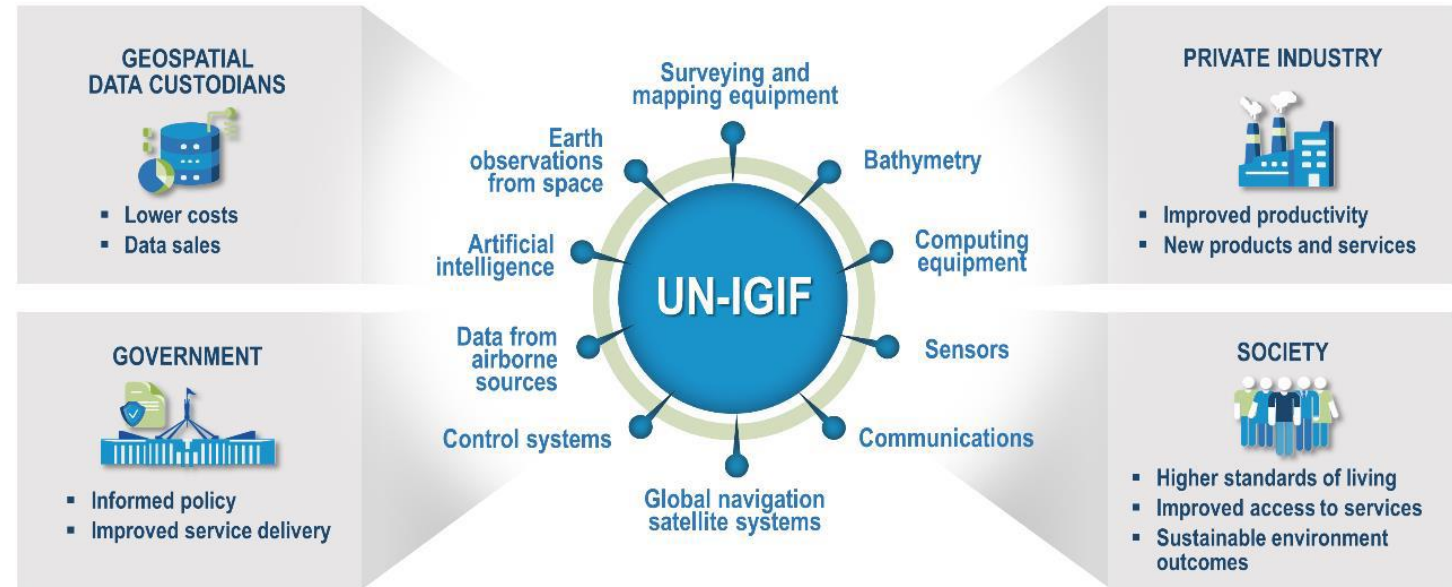 GEOSPATIAL
DATA CUSTODIANS
▪ Lower costs
▪ Data sales
GOVERNMENT
▪ Informed policy
▪ Improved service delivery
Surveying and
mapping equipment
Earth
observations
from space
Bathymetry
Artificial
intelligence
Computing
equipment
UN-IGIF
Data from
airborne
sources
Sensors
Control systems
Communications
Global navigation
satellite systems
PRIVATE INDUSTRY
▪ Improved productivity
▪ New products and services
SOCIETY
▪ Higher standards of living
▪ Improved access to services
▪ Sustainable environment
outcomes